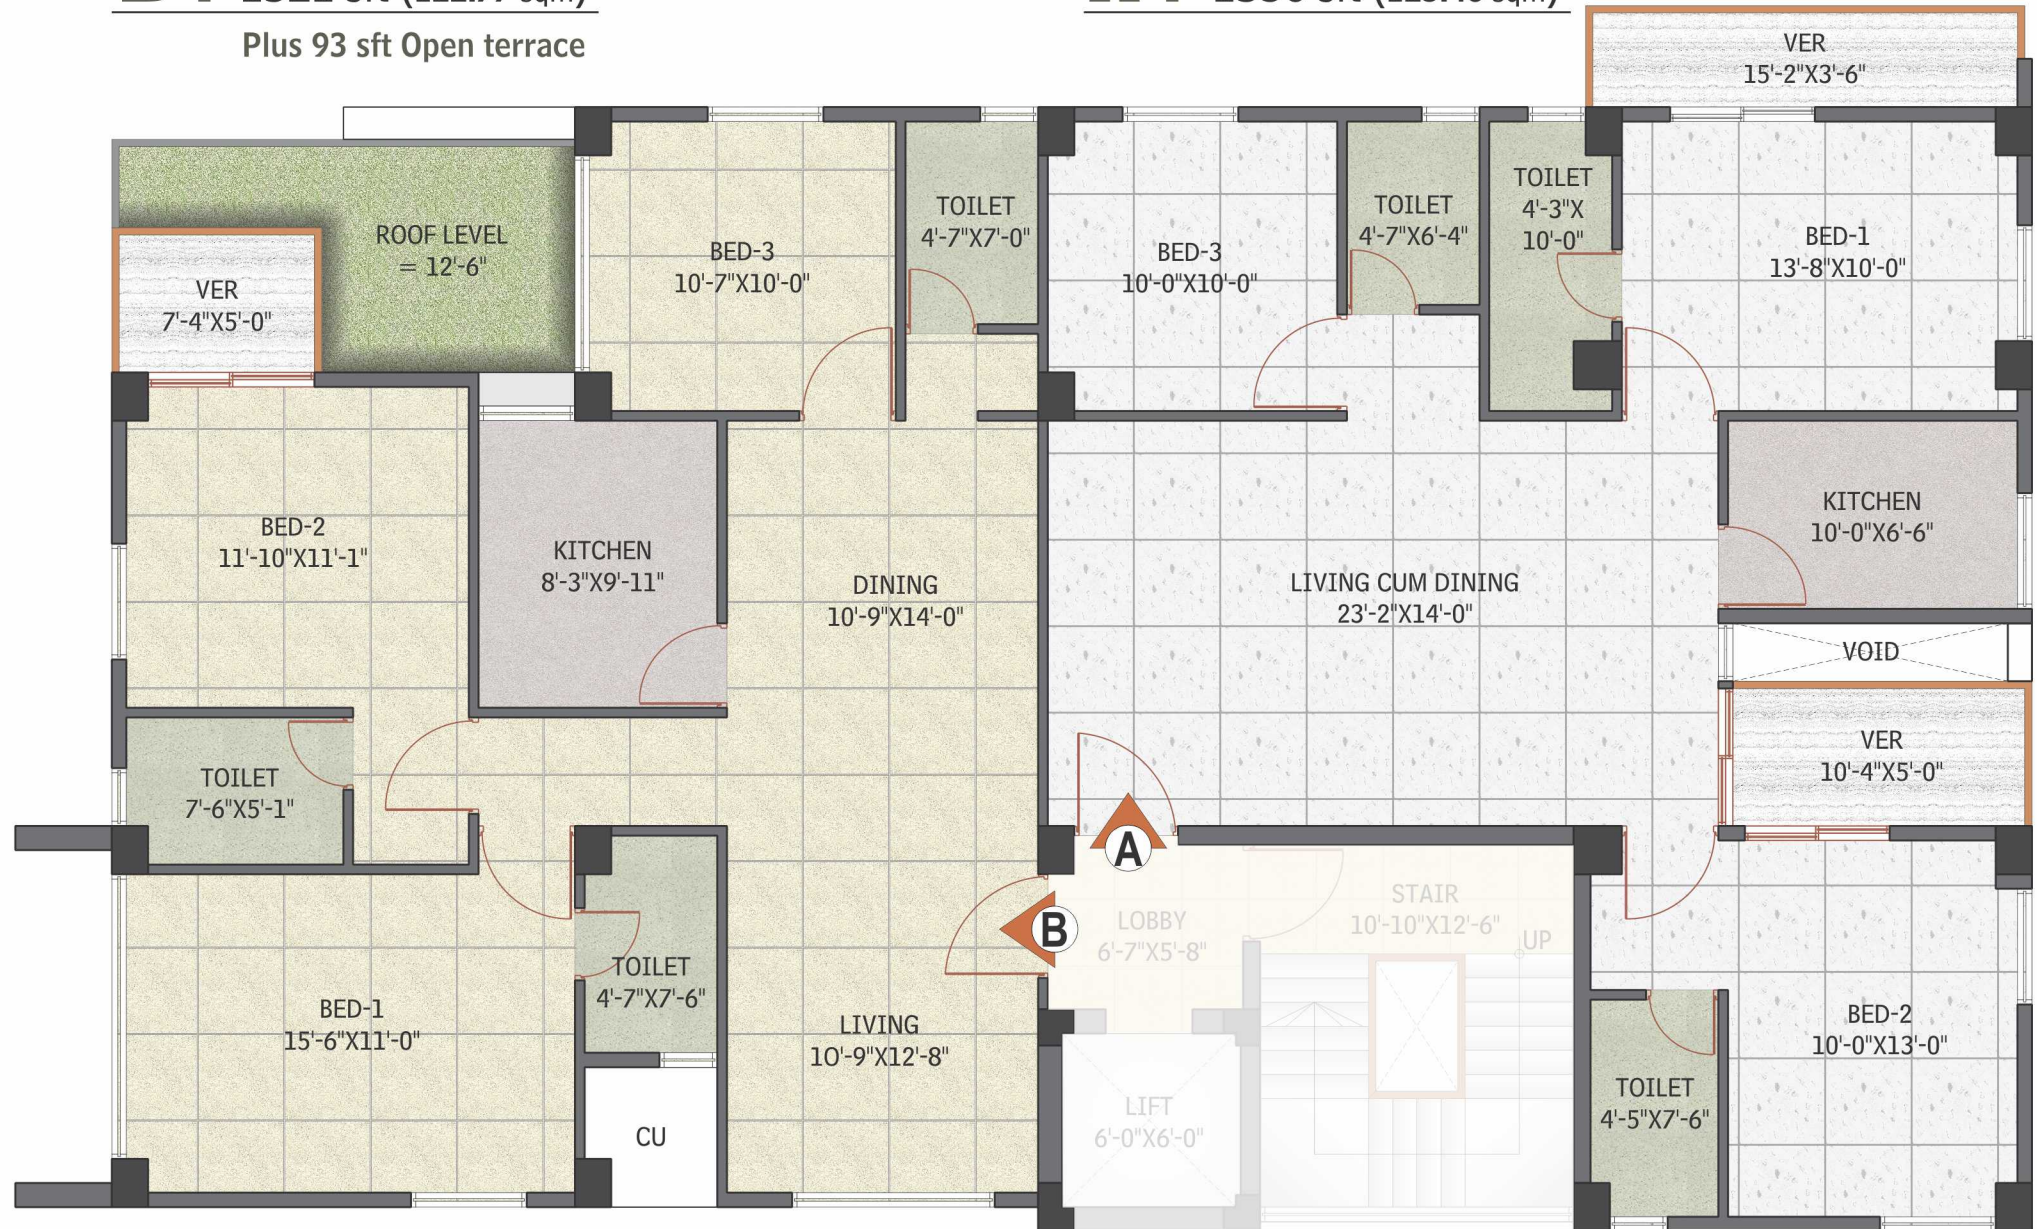 Plus 93 sft Open terrace
VER
15'-2"X3'-6"
ROOF LEVEL
= 12'-6"
VER
7'-4"X5'-0"
BED-3
10'-7"X10'-0"
TOILET
4'-7"X7'-0"
BED-3
10'-0"X10'-0"
TOILET
4'-7"X6'-4"
TOILET
4'-3"X
10'-0"
BED-1
13'-8"X10'-0"
BED-2
11'-10"X11'-1"
KITCHEN
8'-3"X9'-11"
DINING
10'-9"X14'-0"
LIVING CUM DINING
23'-2"X14'-0"
KITCHEN
10'-0"X6'-6"
VOID
VER
10'-4"X5'-0"
TOILET
7'-6"X5'-1"
A
B
LOBBY
6'-7"X5'-8"
STAIR
10'-10"X12'-6"
UP
TOILET
4'-7"X7'-6"
BED-1
15'-6"X11'-0"
LIVING
10'-9"X12'-8"
BED-2
10'-0"X13'-0"
TOILET
4'-5"X7'-6"
LIFT
6'-0"X6'-0"
CU